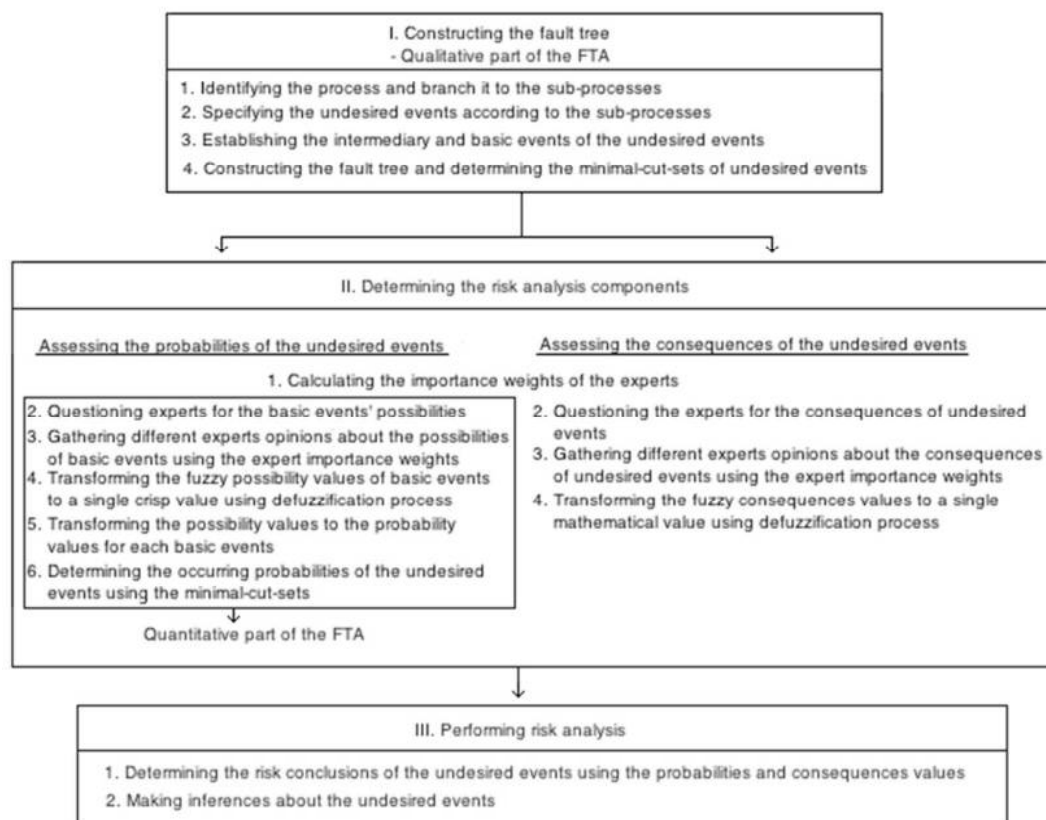 I. Constructing the fault tree
- Qualitative part of the FTA
1. Identifying the process and branch it to the sub-processes
2. Specifying the undesired events according to the sub-processes
3. Establishing the intermediary and basic events of the undesired events
4. Constructing the fault tree and determining the minimal-cut-sets of undesired events
II. Determining the risk analysis components
Assessing the probabilities of the undesired events
Assessing the consequences of the undesired events
1. Calculating the importance weights of the experts
2. Questioning experts for the basic events' possibilities
3. Gathering different experts opinions about the possibilities
of basic events using the expert importance weights
4. Transforming the fuzzy possibility values of basic events
to a single crisp value using defuzzification process
5. Transforming the possibility values to the probability
values for each basic events
6. Determining the occurring probabilities of the undesired
events using the minimal-cut-sets
Quantitative part of the FTA
2. Questioning the experts for the consequences of undesired
events
3. Gathering different experts opinions about the consequences
of undesired events using the expert importance weights
4. Transforming the fuzzy consequences values to a single
mathematical value using defuzzification process
III. Performing risk analysis
1. Determining the risk conclusions of the undesired events using the probabilities and consequences values
2. Making inferences about the undesired events